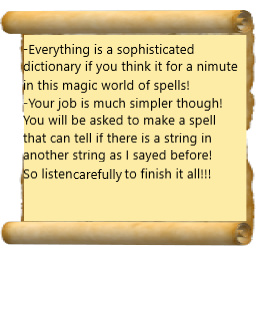 -Everything is a sophisticated
dictionary if you think it for a nimute
in this magic world of spells!
-Your job is much simpler though!
You will be asked to make a spell
that can tell if there is a string in
another string as I sayed before!
So listencarefully to finish it all!!!